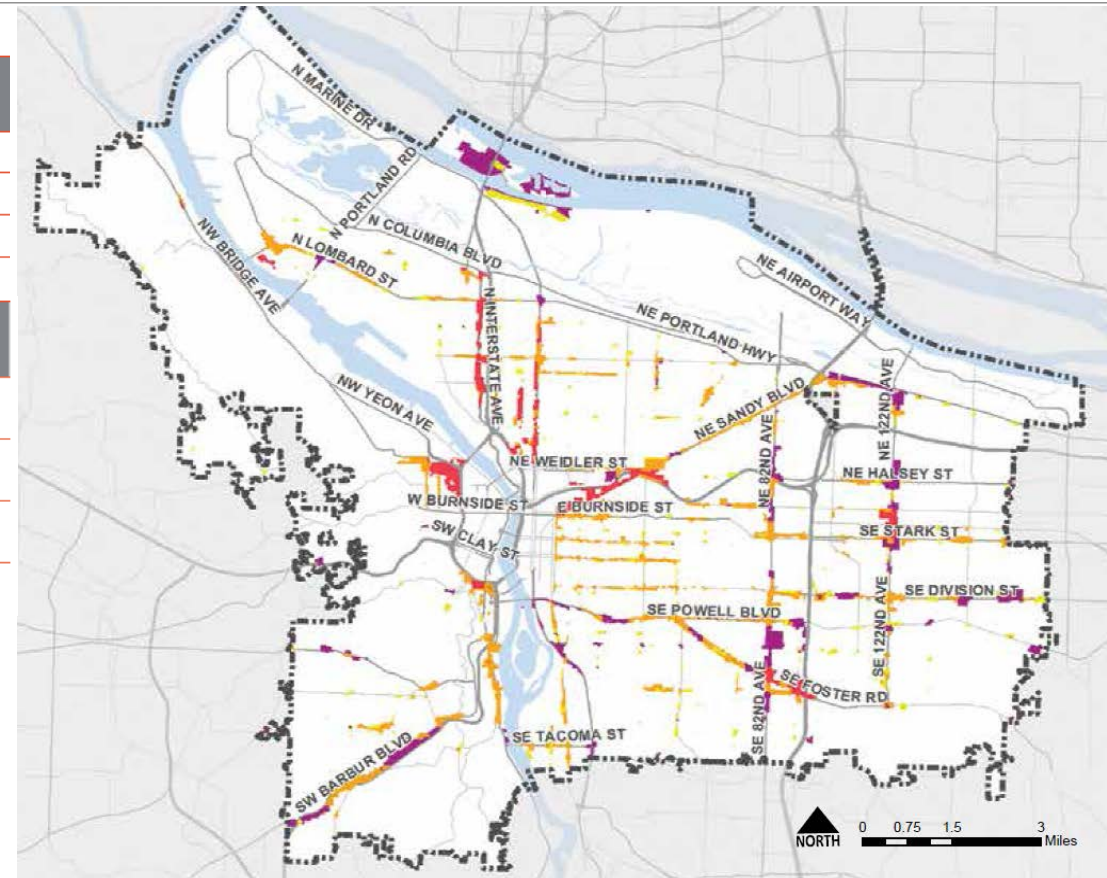 N MARINE DR
N PORTLAND RD
N COLUMBIA BLVD
N LOMBARD ST
NW BRIDGE AVE
NE AIRPORT WAY
N INTERSTATE AVE
NE PORTLAND HWY
NW YEON AVE
NE SANDY BLVD
NE 122ND AVE
NE 82ND AVE
NE WEIDLER ST
NE HALSEY ST
W BURNSIDE ST
E BURNSIDE ST
SW CLAY ST
SE STARK ST
SE DIVISION ST
SE POWELL BLVD
SE 122ND AVE
SE FOSTER RD
SE 82ND AVE
SE TACOMA ST
SW BARBUR BLVD
NORTH
0 0.75 1.5 3
Miles